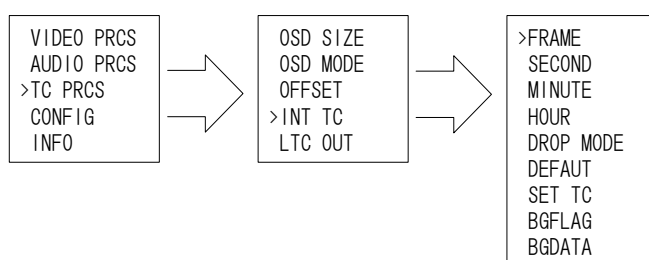 VIDEO PRCS
AUDIO PRCS
>TC PRCS
CONFIG
INFO
OSD SIZE
OSD MODE
OFFSET
>INT TC
LTC OUT
>FRAME
SECOND
MINUTE
HOUR
DROP MODE
DEFAUT
SET TC
BGFLAG
BGDATA